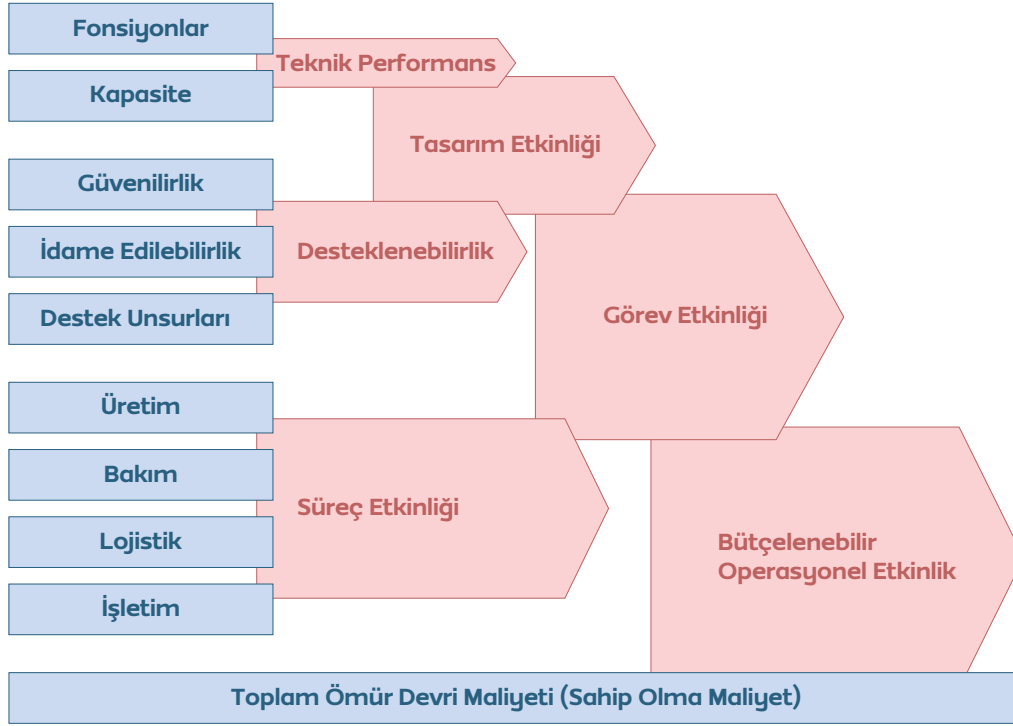 Fonsiyonlar
Teknik Performans
Kapasite
Tasarım Etkinliği
Güvenilirlik
İdame Edilebilirlik
Desteklenebilirlik
Destek Unsurları
Görev Etkinliği
Üretim
Bakım
Süreç Etkinliği
Lojistik
Bütçelenebilir
Operasyonel Etkinlik
İşletim
Toplam Ömür Devri Maliyeti (Sahip Olma Maliyet)